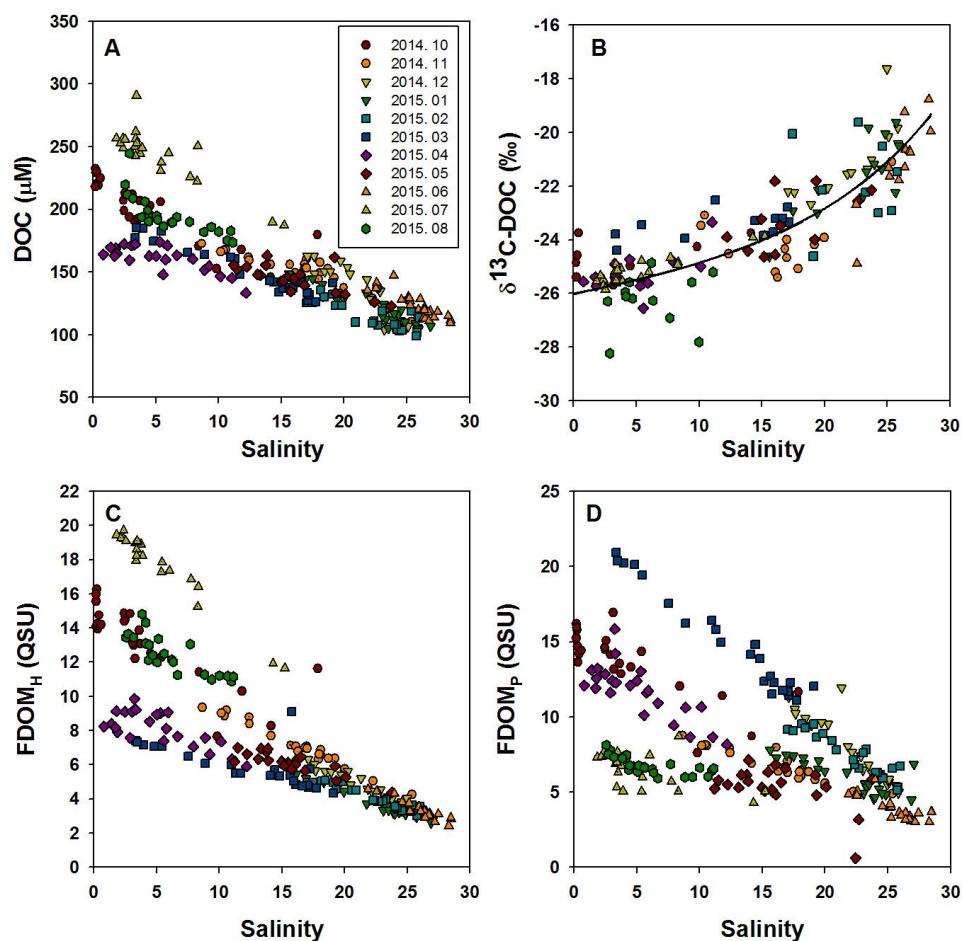 A
350
300
250
200
150
100
50
DOC (μM)
0 5 10 15 20 25 30
Salinity
2014. 10
2014. 11
2014. 12
2015. 01
2015. 02
2015. 03
2015. 04
2015. 05
2015. 06
2015. 07
2015. 08
B
-16
-18
-20
-22
-24
-26
-28
-30
δ¹³C-DOC (‰)
0 5 10 15 20 25 30
Salinity
C
22
20
18
16
14
12
10
8
6
4
2
0
FDOM_H (QSU)
0 5 10 15 20 25 30
Salinity
D
25
20
15
10
5
0
FDOM_P (QSU)
0 5 10 15 20 25 30
Salinity